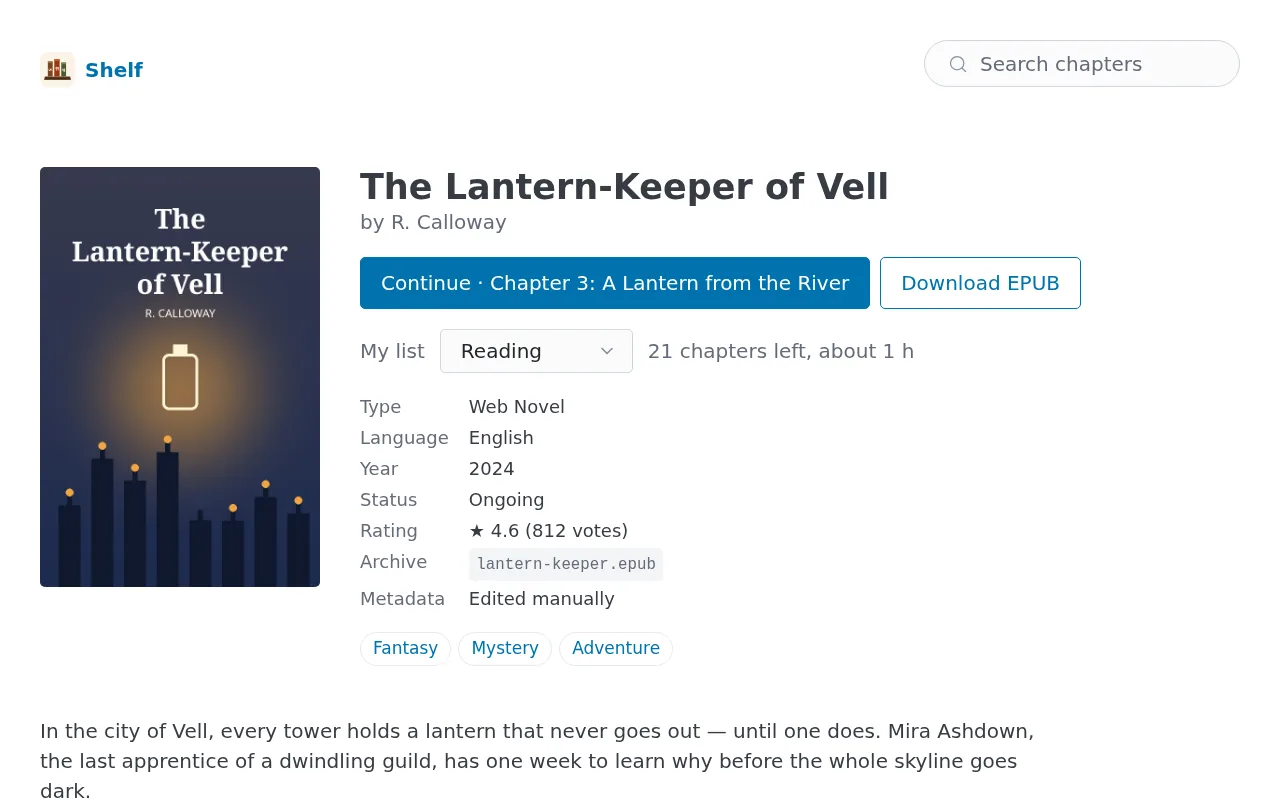 Shelf
Search chapters
The
Lantern-Keeper
of Vell
R. CALLOWAY
The Lantern-Keeper of Vell
by R. Calloway
Continue · Chapter 3: A Lantern from the River
Download EPUB
My list
Reading
21 chapters left, about 1 h
Type Web Novel
Language English
Year 2024
Status Ongoing
Rating ★ 4.6 (812 votes)
Archive lantern-keeper.epub
Metadata Edited manually
Fantasy
Mystery
Adventure
In the city of Vell, every tower holds a lantern that never goes out — until one does. Mira Ashdown,
the last apprentice of a dwindling guild, has one week to learn why before the whole skyline goes
dark.